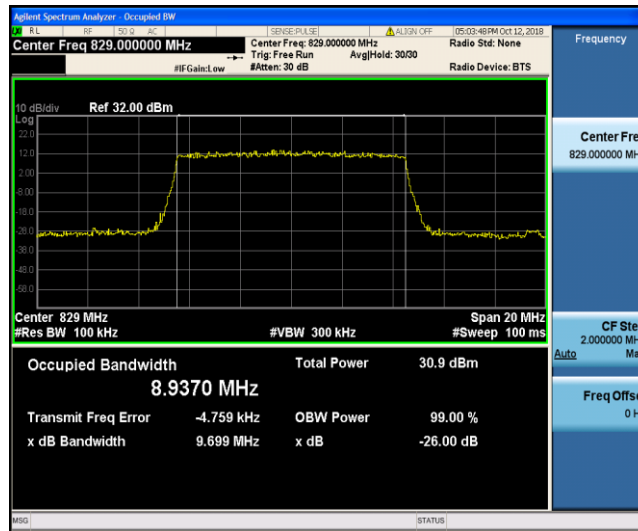 Agilent Spectrum Analyzer - Occupied BW
RL RF 50 Ω AC SENSE:PULSE ALIGN OFF 05:03:48 PM Oct 12, 2018
Center Freq 829.000000 MHz Center Freq: 829.000000 MHz Radio Std: None
Trig: Free Run Avg|Hold: 30/30
#IFGain:Low #Atten: 30 dB Radio Device: BTS
Frequency
10 dB/div Ref 32.00 dBm
Log
22.0
12.0
2.00
-8.00
-18.0
-28.0
-38.0
-48.0
-58.0
Center Fre
829.000000 MH
Center 829 MHz Span 20 MHz
#Res BW 100 kHz #VBW 300 kHz #Sweep 100 ms
CF Ste
2.000000 MH
Auto Ma
Occupied Bandwidth Total Power 30.9 dBm
8.9370 MHz
Transmit Freq Error -4.759 kHz OBW Power 99.00 %
x dB Bandwidth 9.699 MHz x dB -26.00 dB
Freq Offse
0 H
MSG STATUS